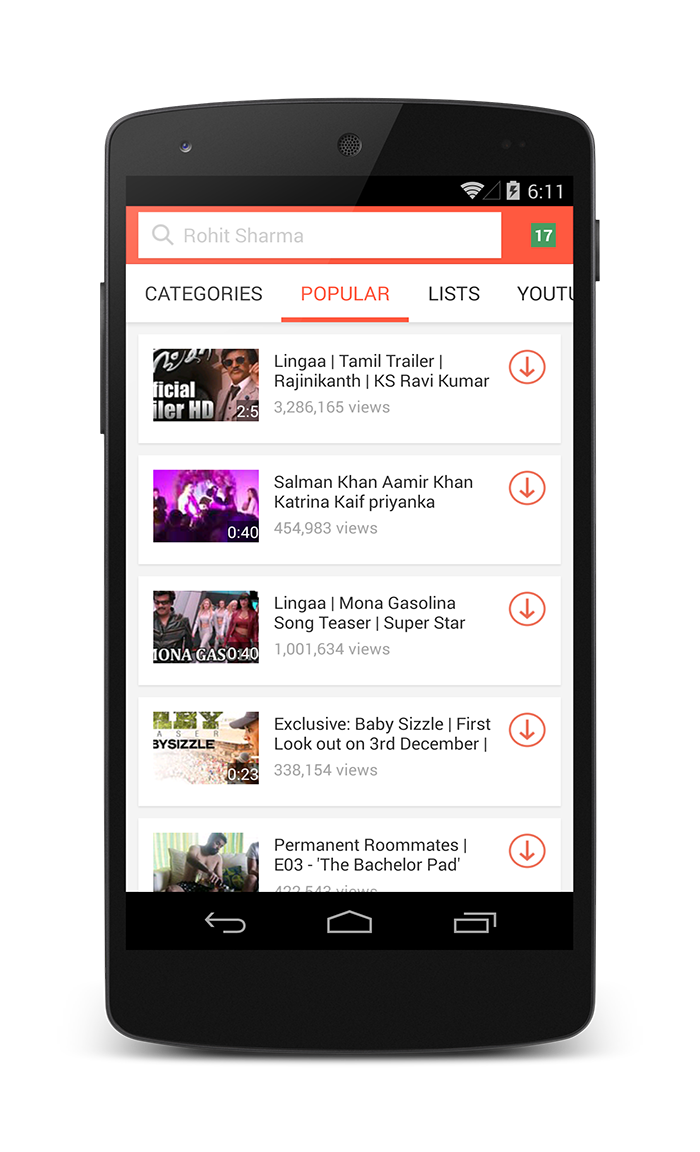 6:11
Rohit Sharma
17
CATEGORIES POPULAR LISTS YOUTU
ficial
iler HD
2:5
Lingaa | Tamil Trailer |
Rajinikanth | KS Ravi Kumar
3,286,165 views
0:40
Salman Khan Aamir Khan
Katrina Kaif priyanka
454,983 views
MONA GAS
0:40
Lingaa | Mona Gasolina
Song Teaser | Super Star
1,001,634 views
ASER
BYSIZZLE
0:23
Exclusive: Baby Sizzle | First
Look out on 3rd December |
338,154 views
Permanent Roommates |
E03 - 'The Bachelor Pad'
422,543 views